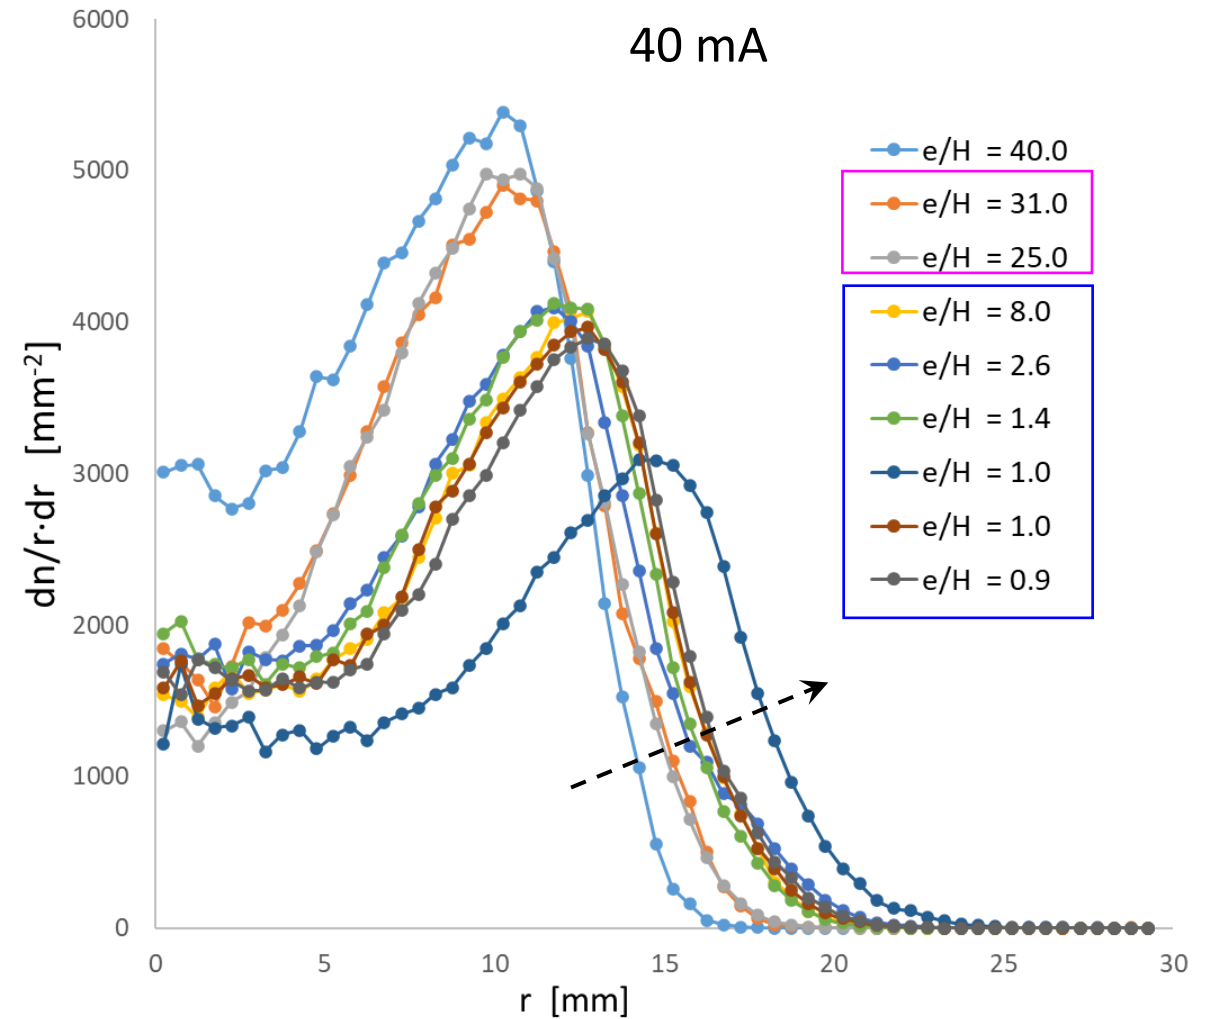 40 mA
6000
5000
4000
3000
2000
1000
0
dn/r·dr [mm⁻²]
e/H = 40.0
e/H = 31.0
e/H = 25.0
e/H = 8.0
e/H = 2.6
e/H = 1.4
e/H = 1.0
e/H = 1.0
e/H = 0.9
0 5 10 15 20 25 30
r [mm]